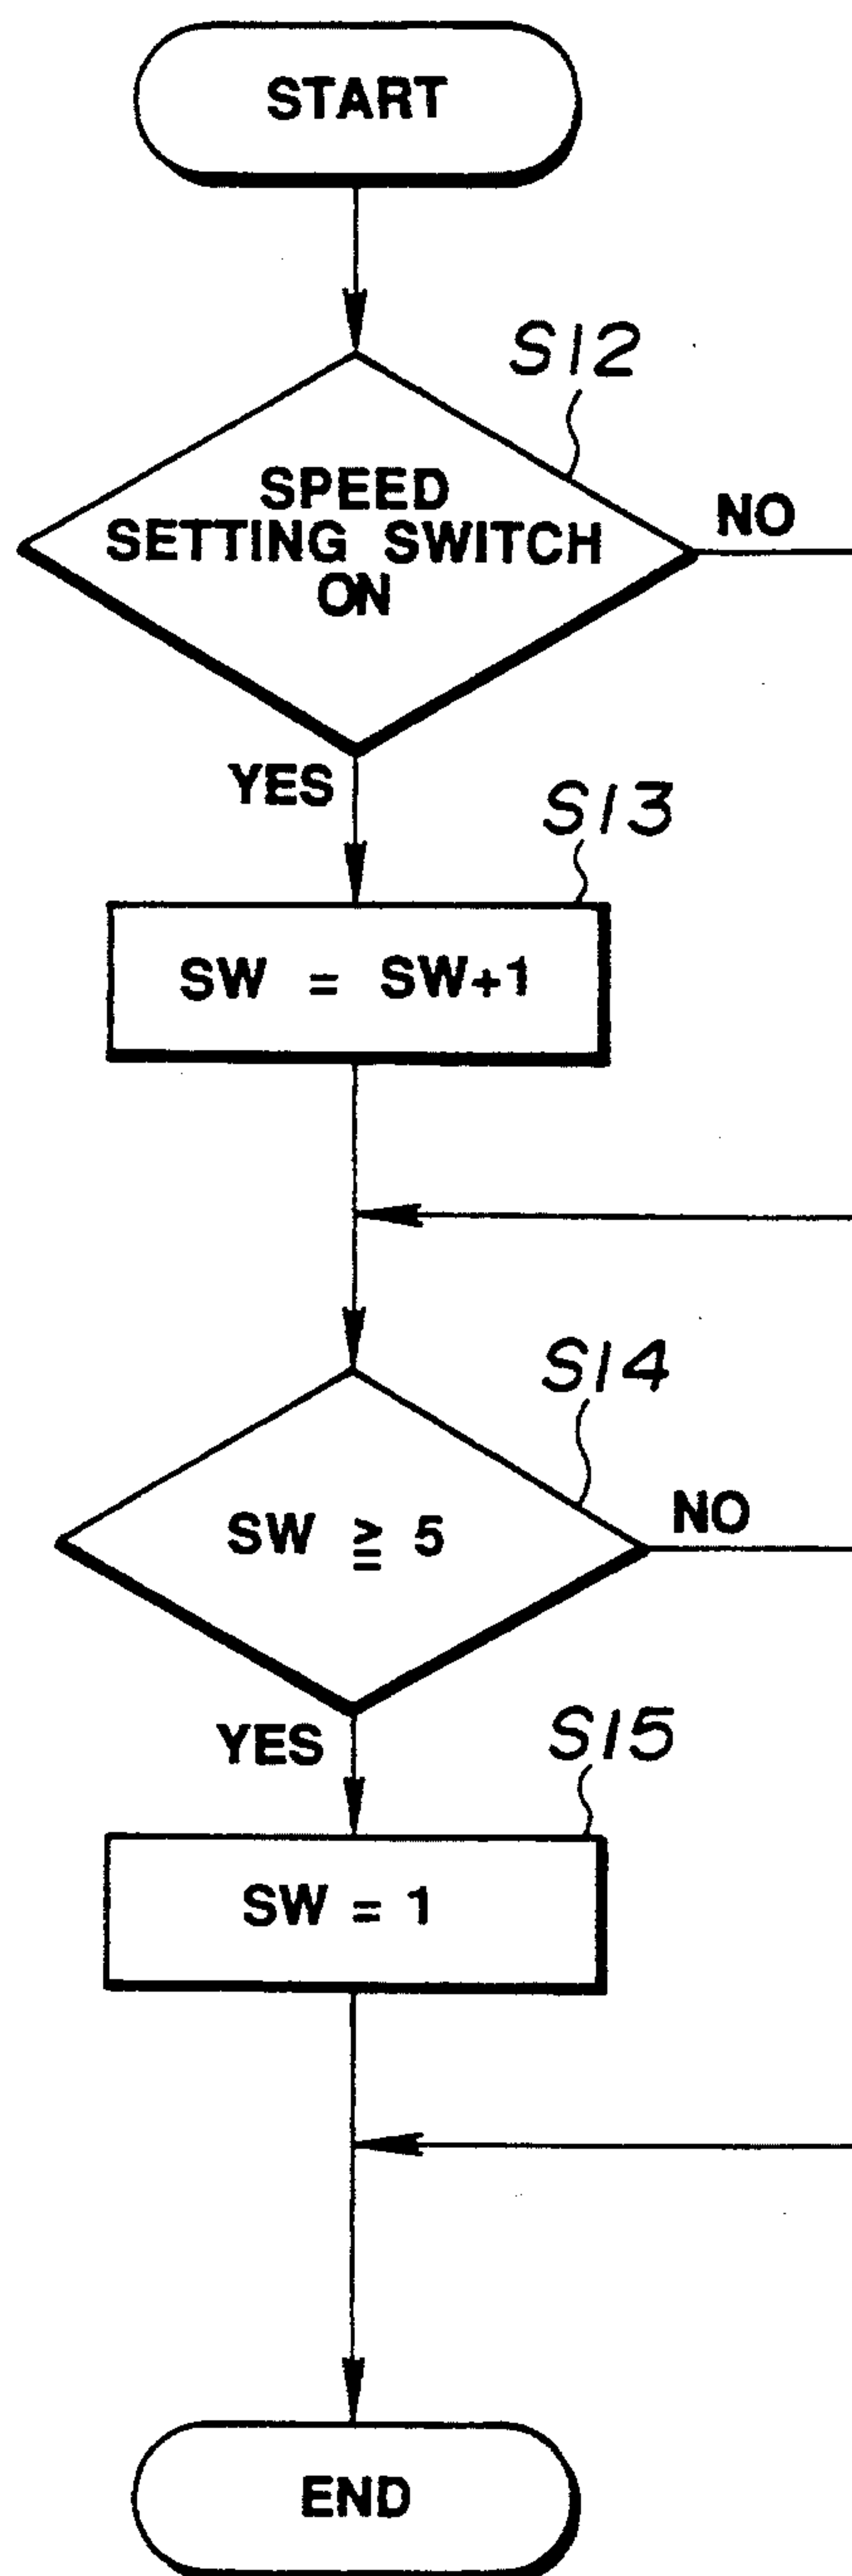 START
S12
SPEED
SETTING SWITCH
ON
NO
YES
S13
SW = SW+1
S14
SW ≧ 5
NO
YES
S15
SW = 1
END